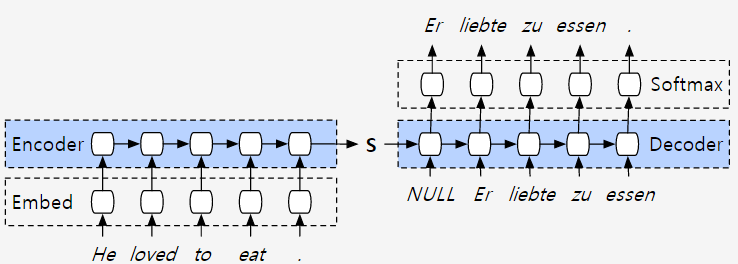 Er liebte zu essen .
Softmax
Encoder
S
Decoder
NULL Er liebte zu essen
Embed
He loved to eat .